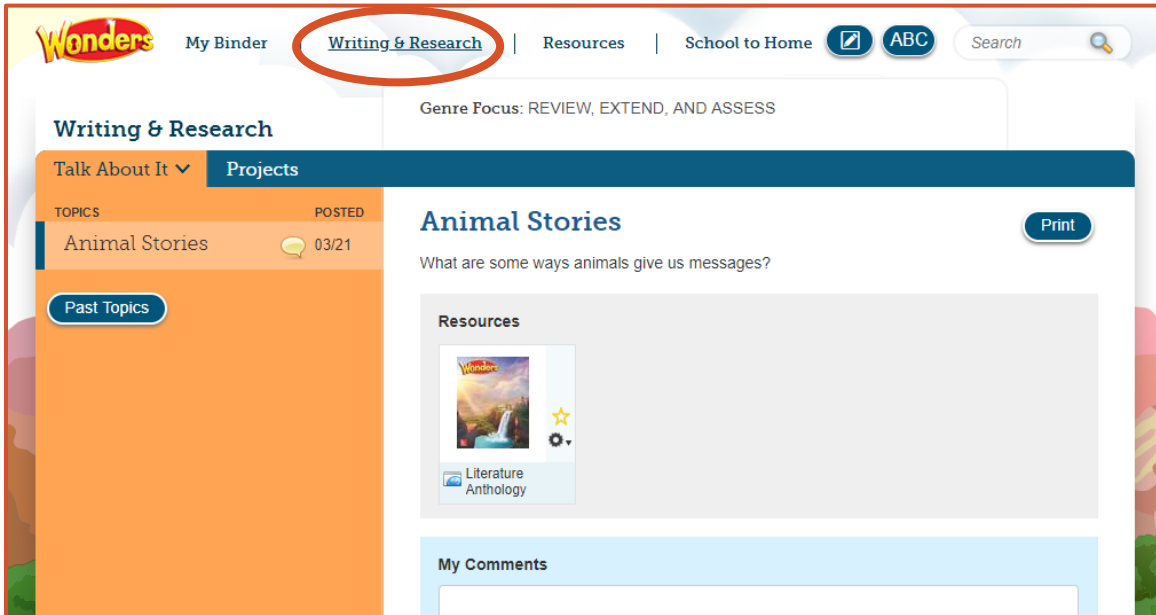 Wonders My Binder | Writing & Research | Resources | School to Home ABC Search
Genre Focus: REVIEW, EXTEND, AND ASSESS
Writing & Research
Talk About It Projects
TOPICS POSTED
Animal Stories 03/21
Past Topics
Animal Stories
Print
What are some ways animals give us messages?
Resources
Wonders
Literature
Anthology
My Comments